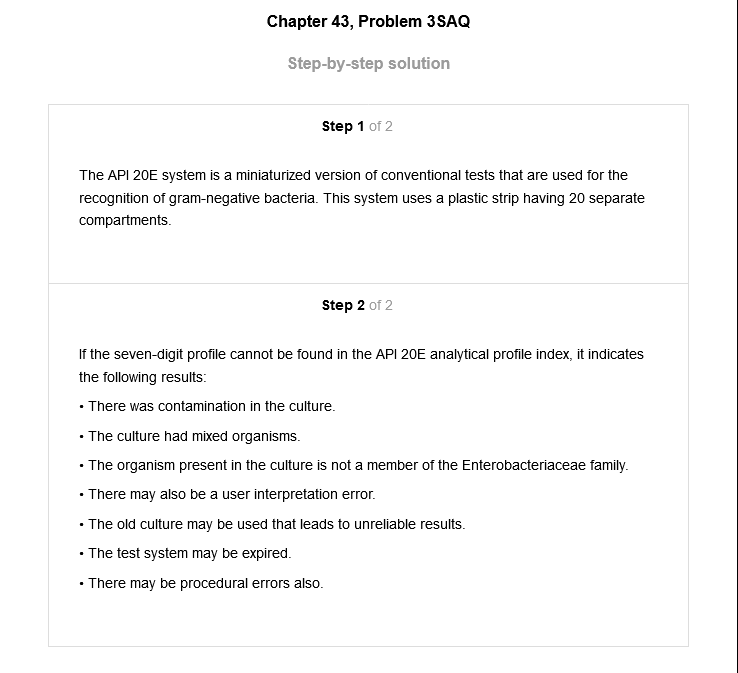 Chapter 43, Problem 3SAQ
Step-by-step solution
Step 1 of 2
The API 20E system is a miniaturized version of conventional tests that are used for the
recognition of gram-negative bacteria. This system uses a plastic strip having 20 separate
compartments.
Step 2 of 2
If the seven-digit profile cannot be found in the API 20E analytical profile index, it indicates
the following results:
• There was contamination in the culture.
• The culture had mixed organisms.
• The organism present in the culture is not a member of the Enterobacteriaceae family.
• There may also be a user interpretation error.
• The old culture may be used that leads to unreliable results.
• The test system may be expired.
• There may be procedural errors also.